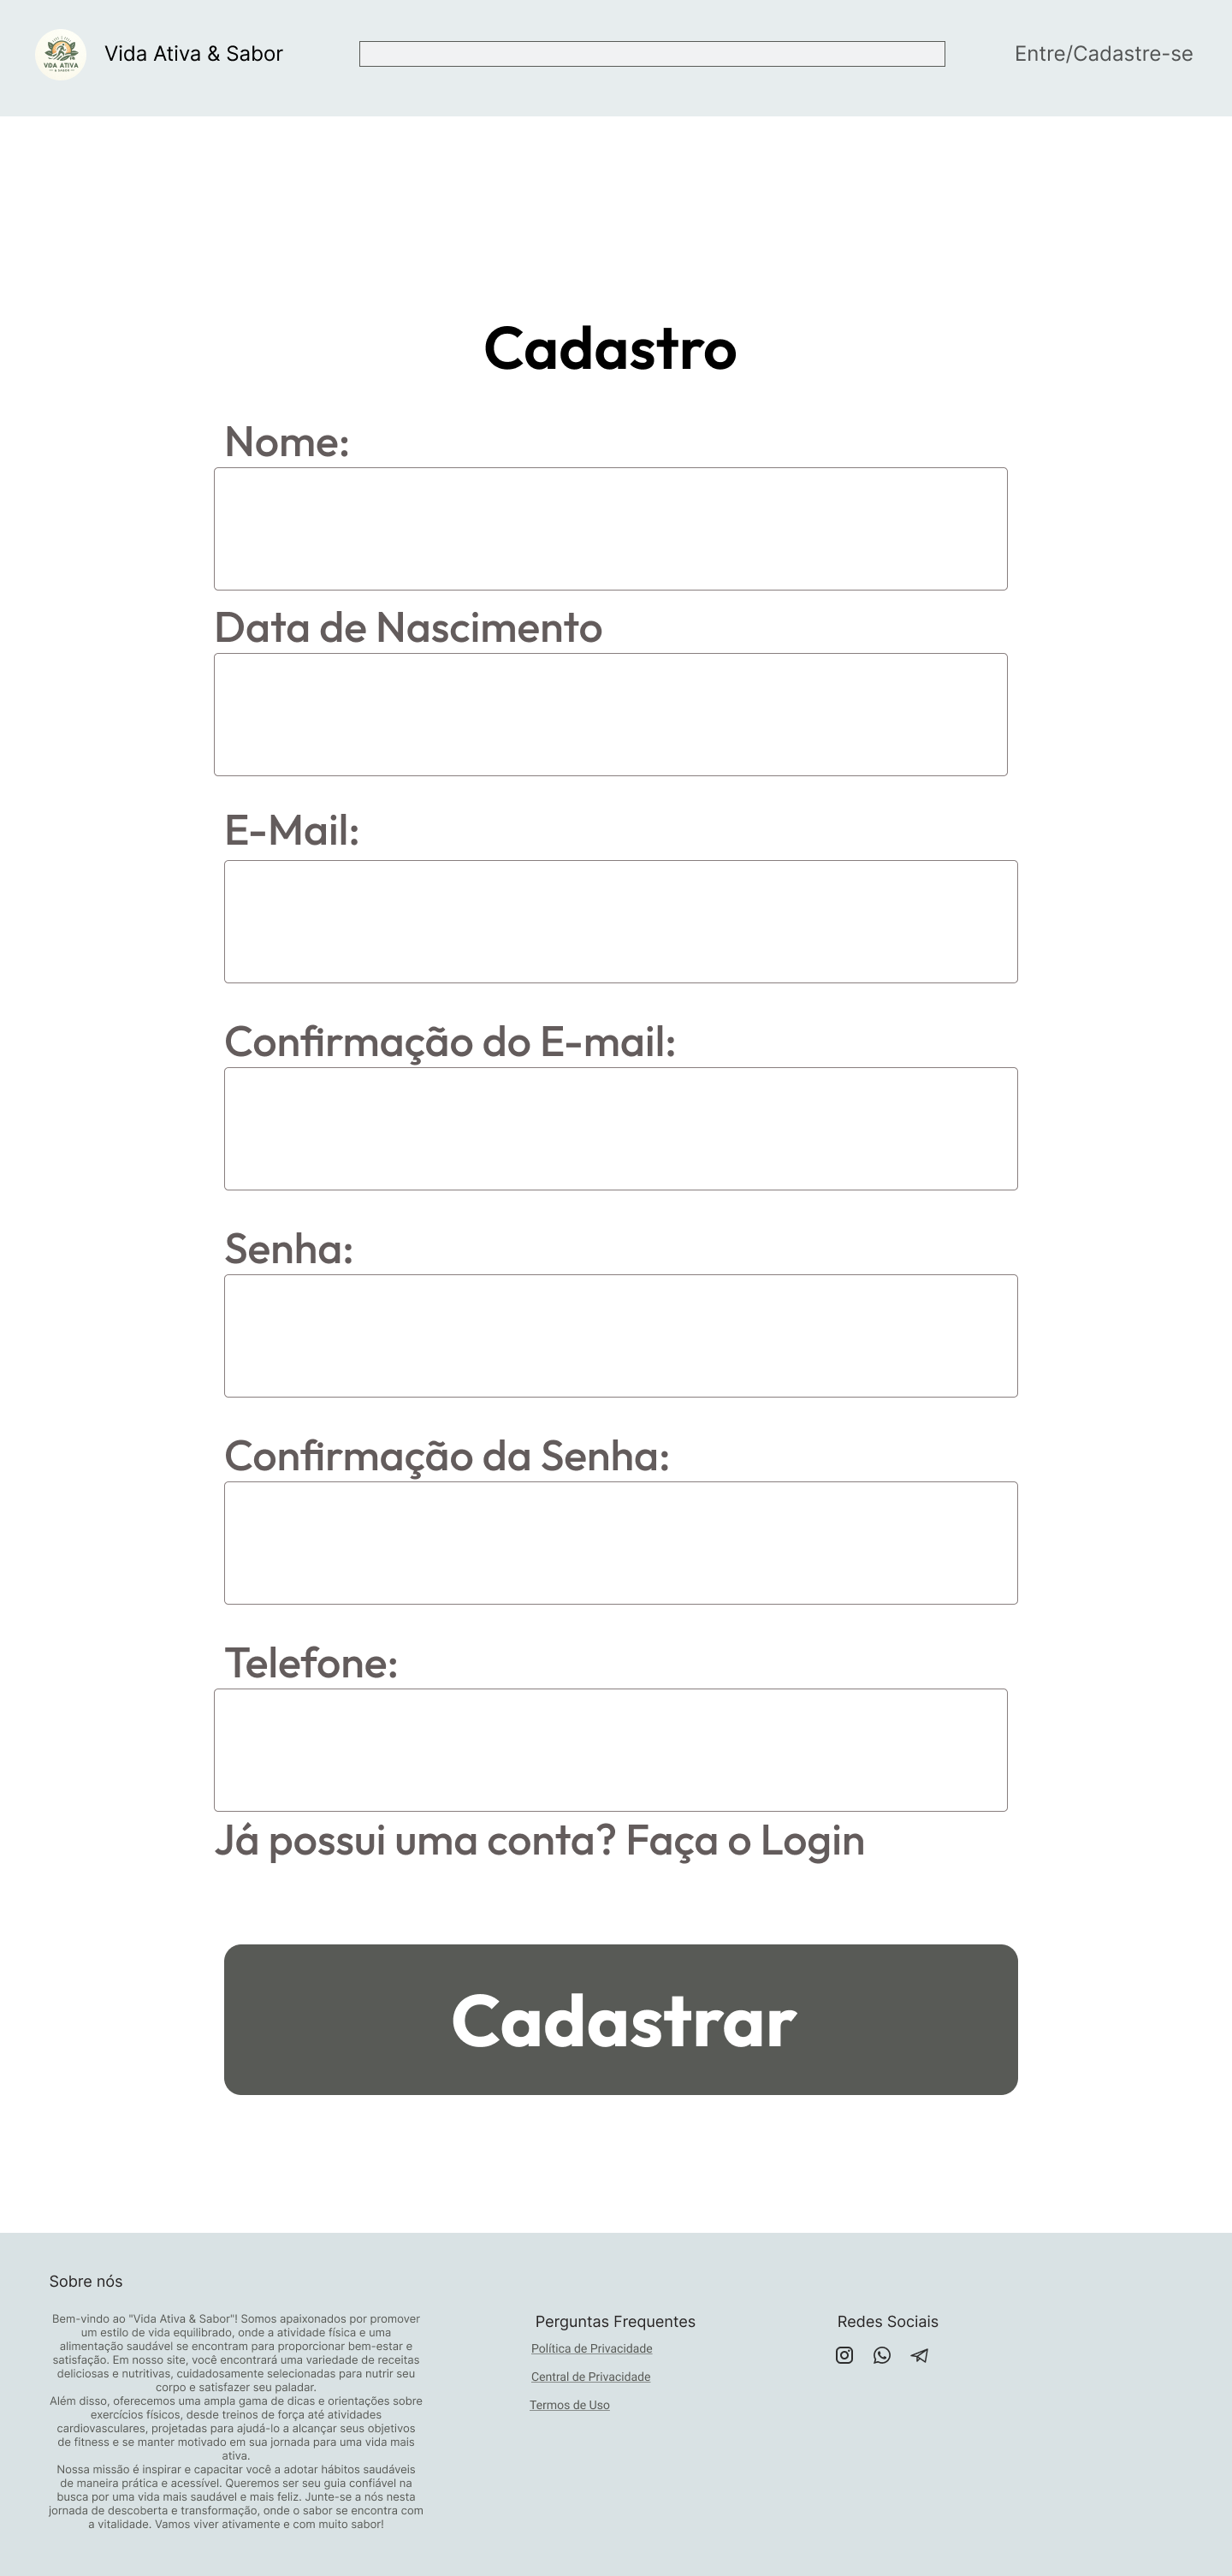 VIDA ATIVA
& SABOR
Vida Ativa & Sabor
Entre/Cadastre-se
Cadastro
Nome:
Data de Nascimento
E-Mail:
Confirmação do E-mail:
Senha:
Confirmação da Senha:
Telefone:
Já possui uma conta? Faça o Login
Cadastrar
Sobre nós
Bem-vindo ao "Vida Ativa & Sabor"! Somos apaixonados por promover
um estilo de vida equilibrado, onde a atividade física e uma
alimentação saudável se encontram para proporcionar bem-estar e
satisfação. Em nosso site, você encontrará uma variedade de receitas
deliciosas e nutritivas, cuidadosamente selecionadas para nutrir seu
corpo e satisfazer seu paladar.
Além disso, oferecemos uma ampla gama de dicas e orientações sobre
exercícios físicos, desde treinos de força até atividades
cardiovasculares, projetadas para ajudá-lo a alcançar seus objetivos
de fitness e se manter motivado em sua jornada para uma vida mais
ativa.
Nossa missão é inspirar e capacitar você a adotar hábitos saudáveis
de maneira prática e acessível. Queremos ser seu guia confiável na
busca por uma vida mais saudável e mais feliz. Junte-se a nós nesta
jornada de descoberta e transformação, onde o sabor se encontra com
a vitalidade. Vamos viver ativamente e com muito sabor!
Perguntas Frequentes
Política de Privacidade
Central de Privacidade
Termos de Uso
Redes Sociais